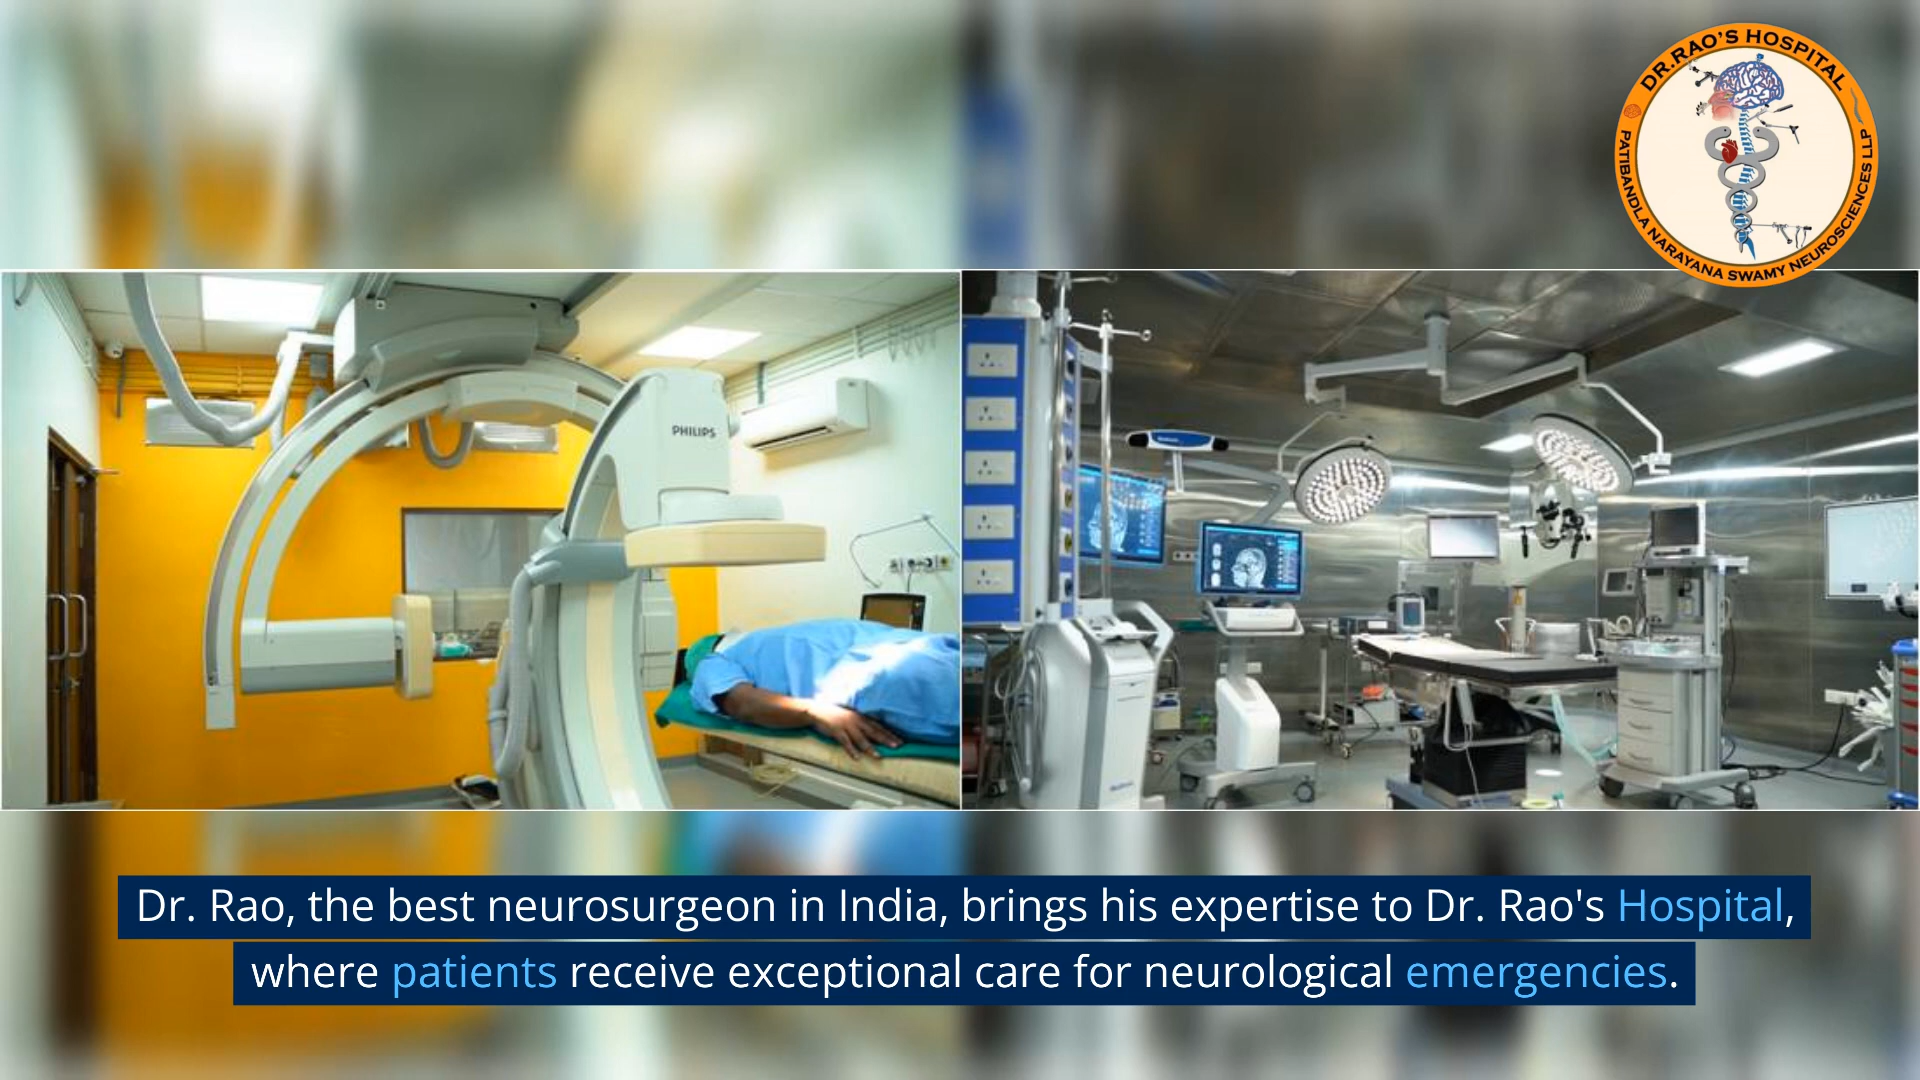 DR.RAO'S HOSPITAL
PATIBANDLA NARAYANA SWAMY NEUROSCIENCES LLP
PHILIPS
Dr. Rao, the best neurosurgeon in India, brings his expertise to Dr. Rao's Hospital,
where patients receive exceptional care for neurological emergencies.